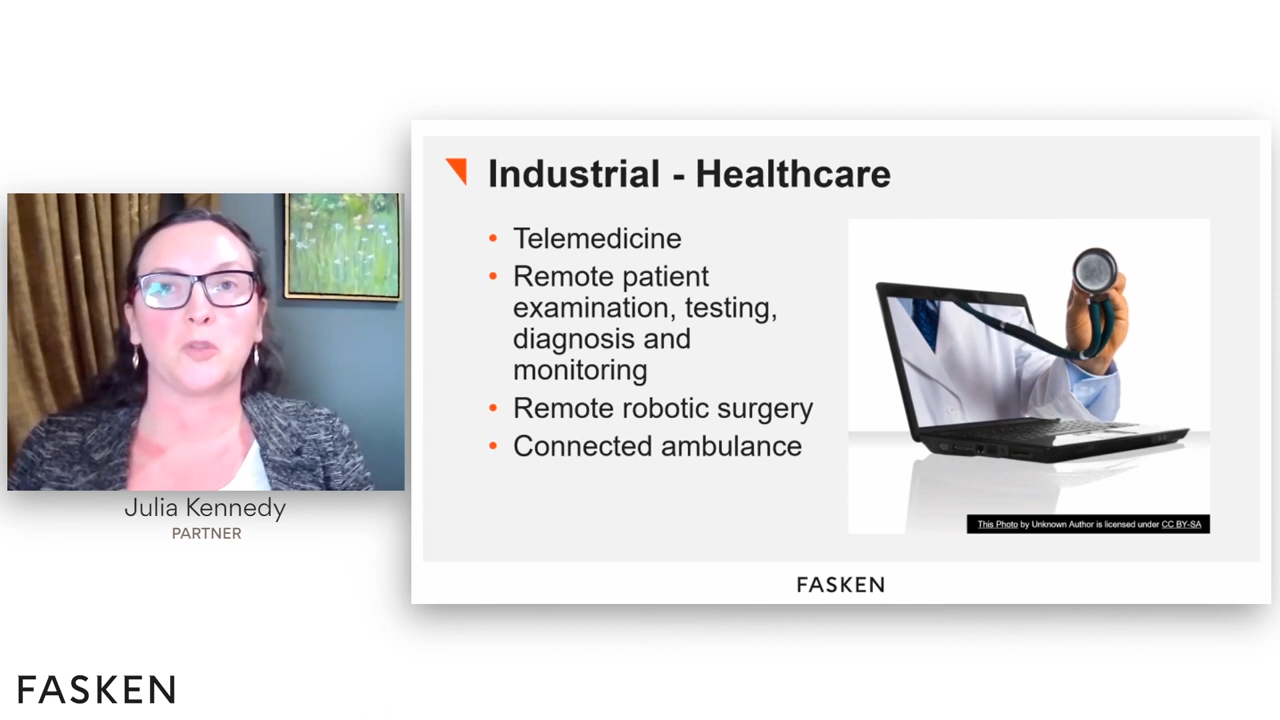 Industrial - Healthcare
• Telemedicine
• Remote patient
examination, testing,
diagnosis and
monitoring
• Remote robotic surgery
• Connected ambulance
This Photo by Unknown Author is licensed under CC BY-SA
FASKEN
Julia Kennedy
PARTNER
FASKEN